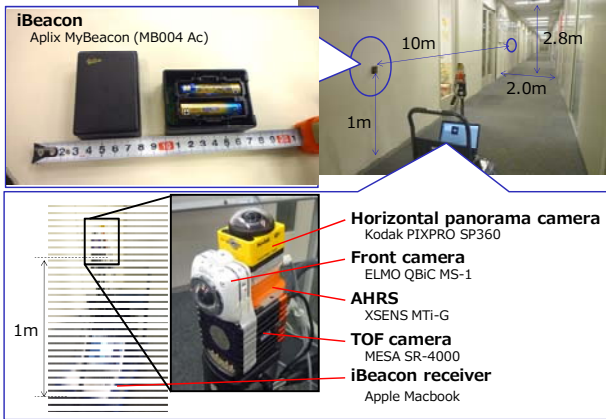 iBeacon
Aplix MyBeacon (MB004 Ac)
10m
2.8m
2.0m
1m
Horizontal panorama camera
Kodak PIXPRO SP360
Front camera
ELMO QBiC MS-1
AHRS
XSENS MTi-G
TOF camera
MESA SR-4000
iBeacon receiver
Apple Macbook
1m